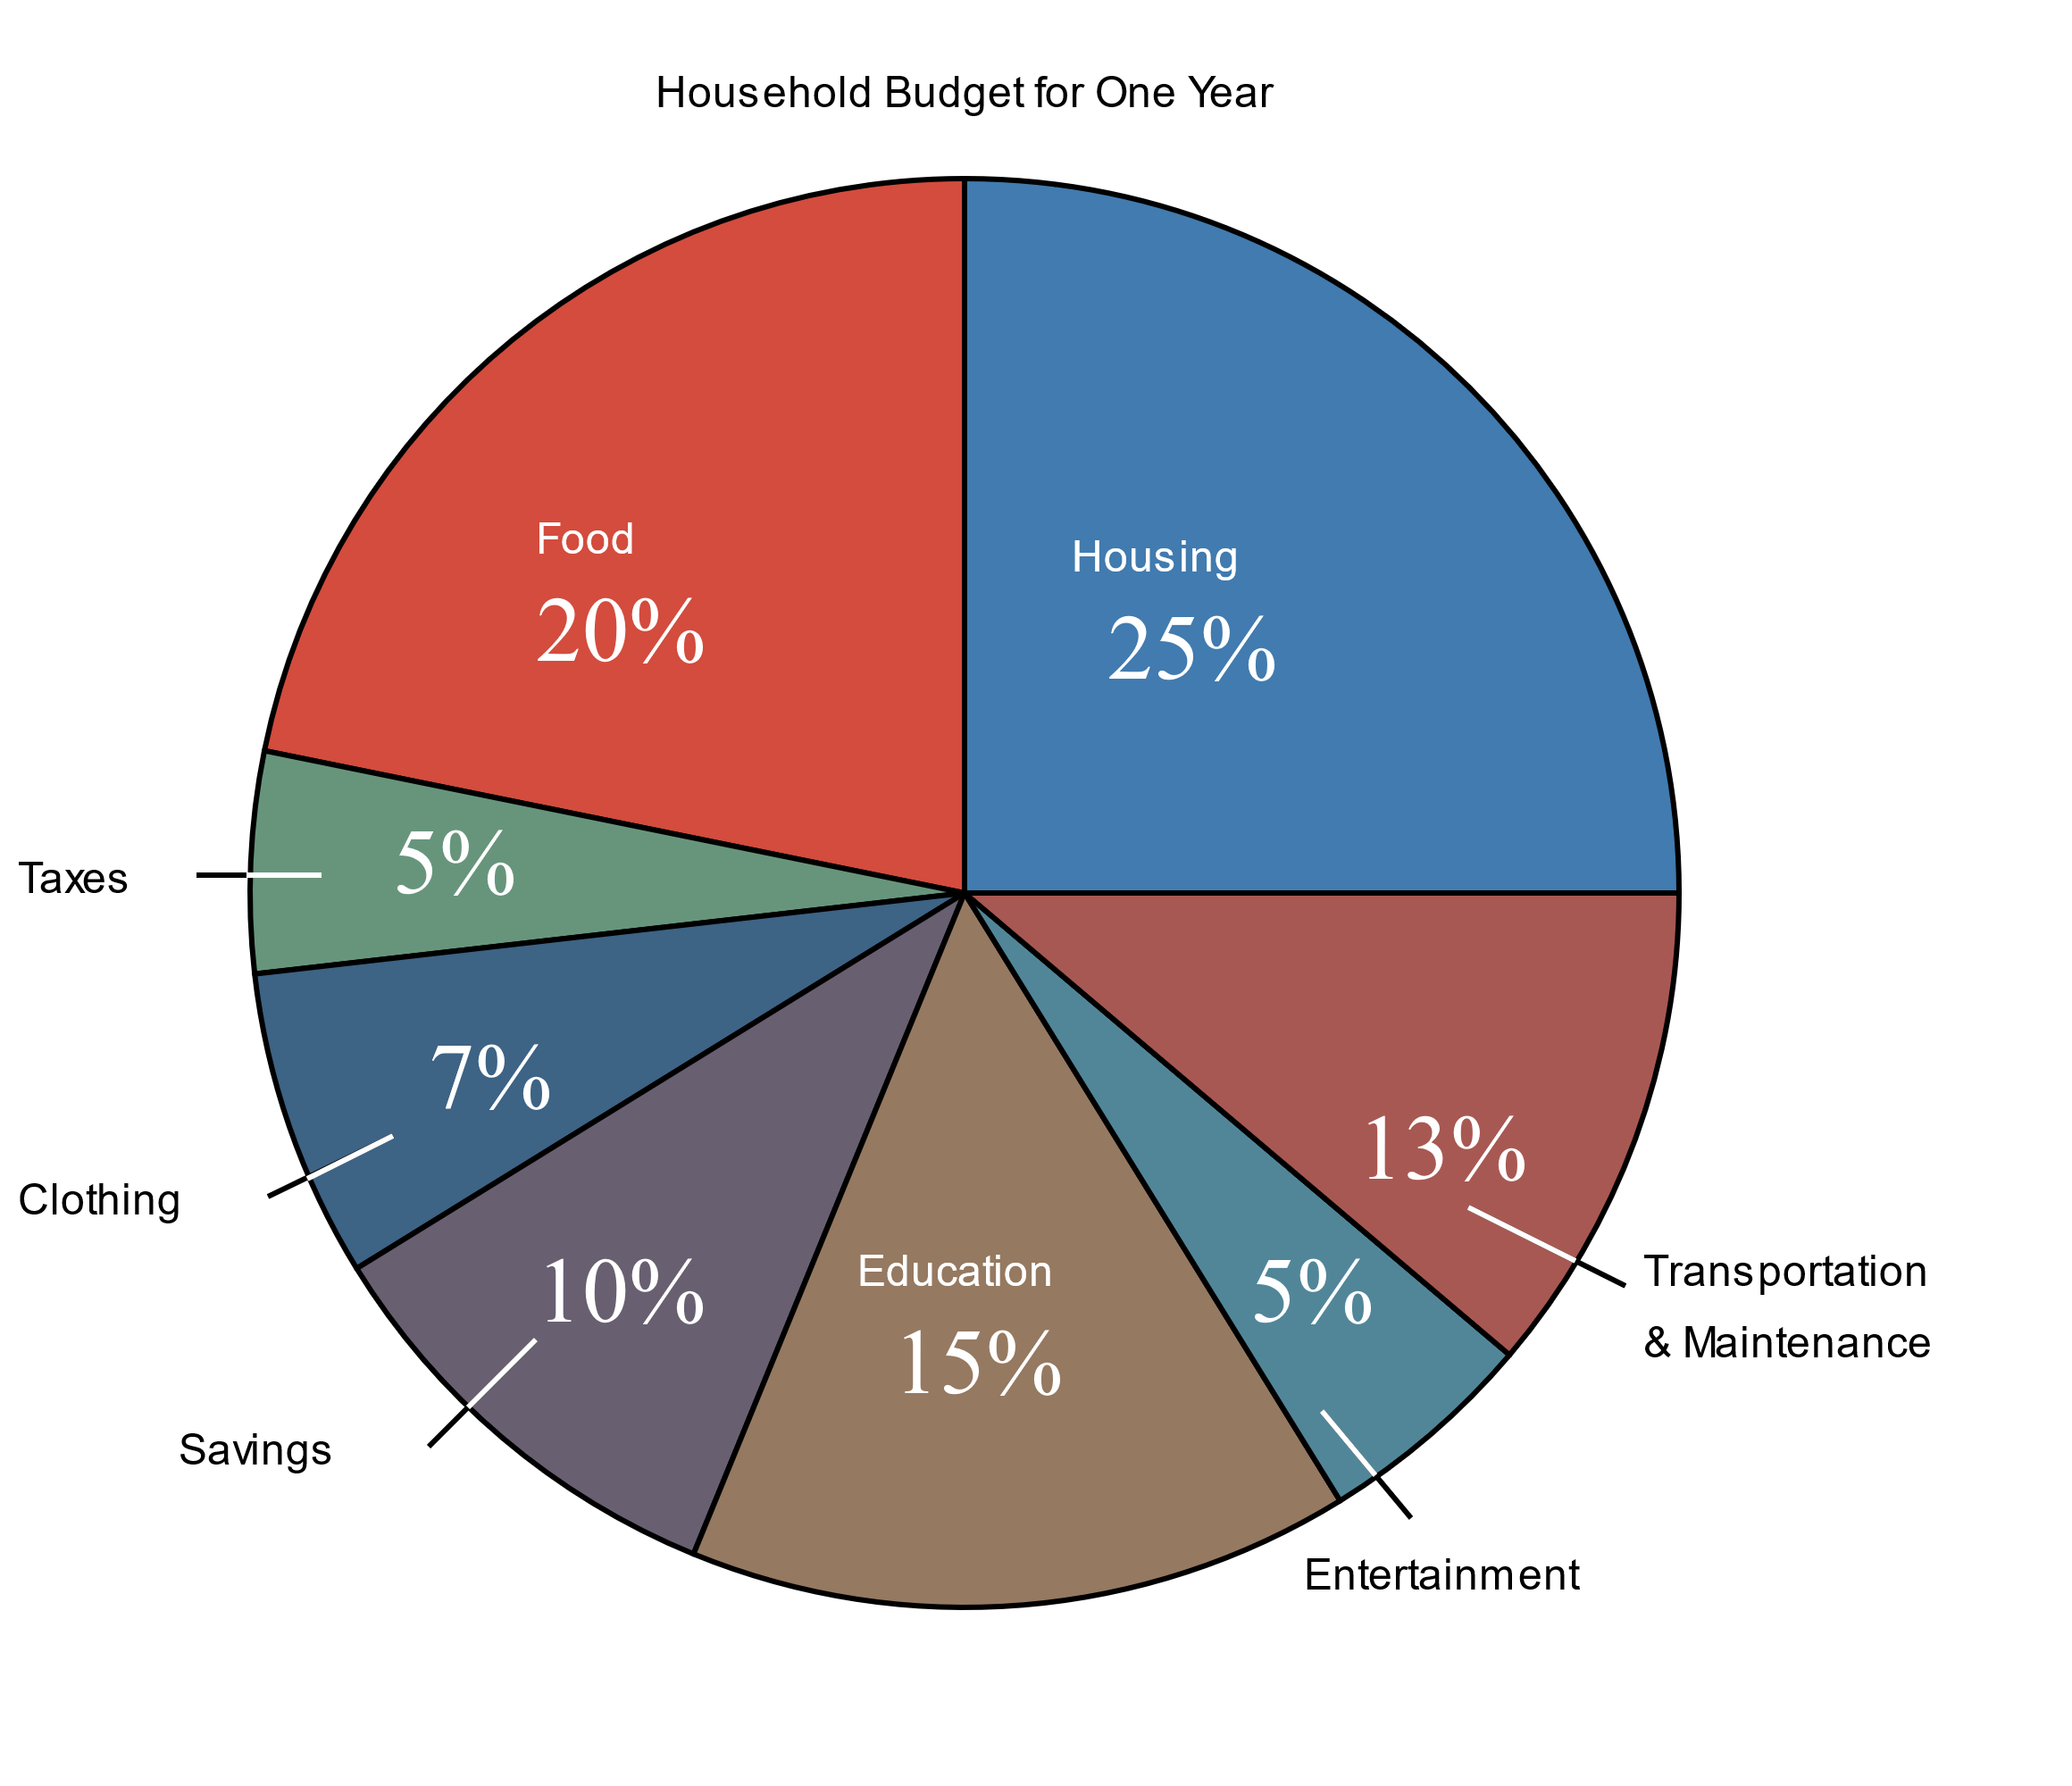 Household Budget for One Year
Food
20%
Housing
25%
Taxes
5%
7%
Clothing
13%
Transportation
& Maintenance
10%
Savings
Education
15%
5%
Entertainment